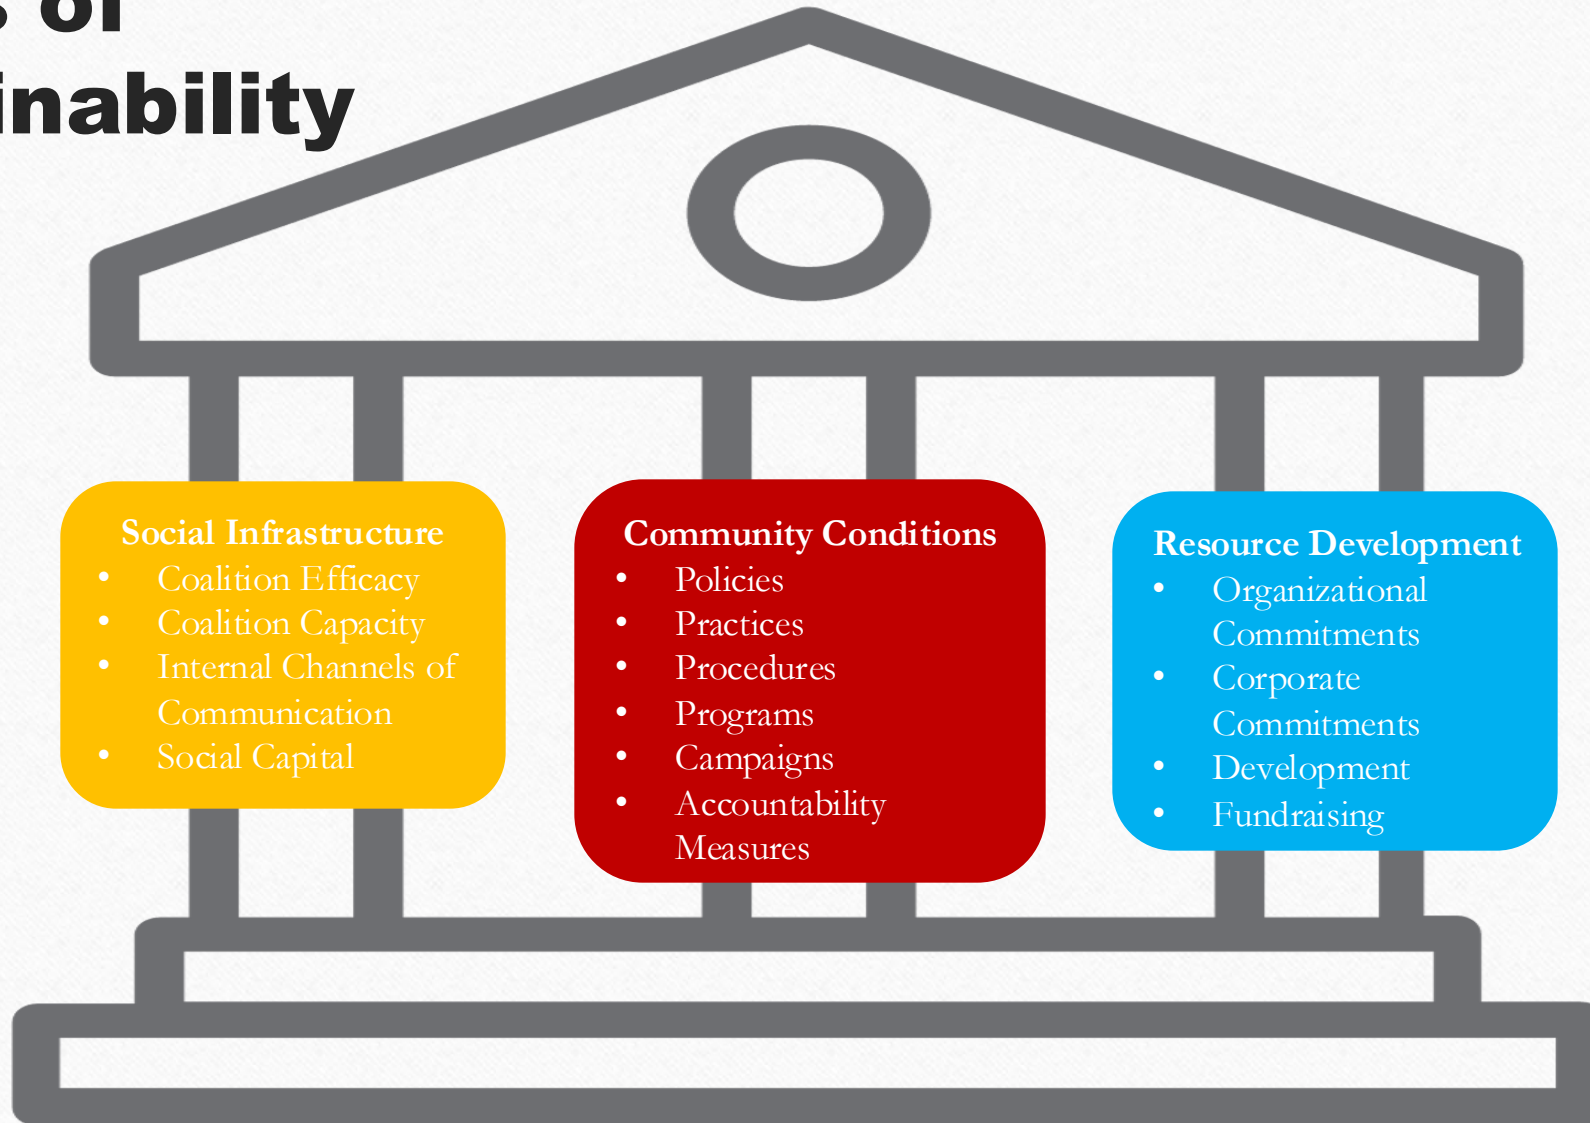 s of
inability
Social Infrastructure
• Coalition Efficacy
• Coalition Capacity
• Internal Channels of
Communication
• Social Capital
Community Conditions
• Policies
• Practices
• Procedures
• Programs
• Campaigns
• Accountability
Measures
Resource Development
• Organizational
Commitments
• Corporate
Commitments
• Development
• Fundraising